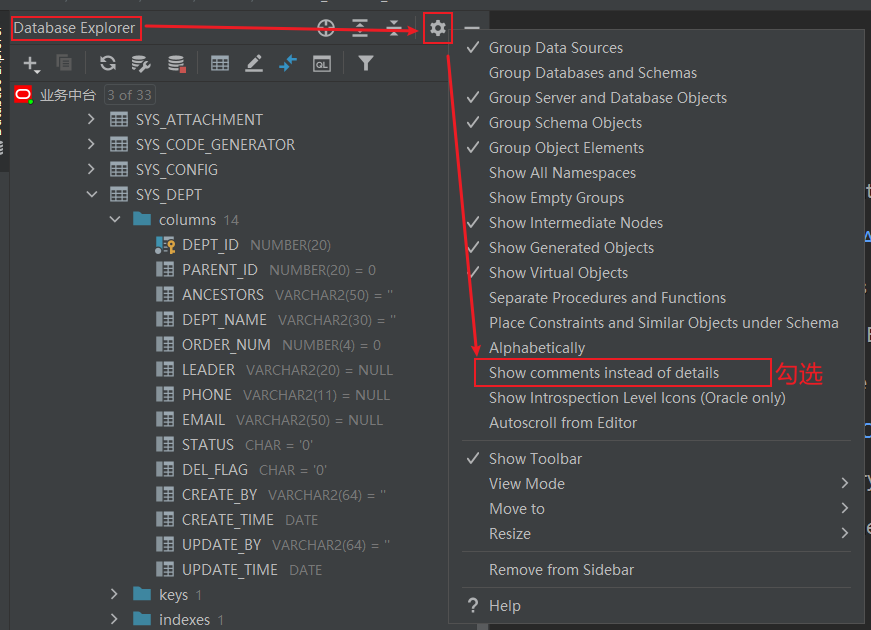 Database Explorer
业务中台 3 of 33
SYS_ATTACHMENT
SYS_CODE_GENERATOR
SYS_CONFIG
SYS_DEPT
columns 14
DEPT_ID NUMBER(20)
PARENT_ID NUMBER(20) = 0
ANCESTORS VARCHAR2(50) = ''
DEPT_NAME VARCHAR2(30) = ''
ORDER_NUM NUMBER(4) = 0
LEADER VARCHAR2(20) = NULL
PHONE VARCHAR2(11) = NULL
EMAIL VARCHAR2(50) = NULL
STATUS CHAR = '0'
DEL_FLAG CHAR = '0'
CREATE_BY VARCHAR2(64) = ''
CREATE_TIME DATE
UPDATE_BY VARCHAR2(64) = ''
UPDATE_TIME DATE
keys 1
indexes 1
QL
Group Data Sources
Group Databases and Schemas
Group Server and Database Objects
Group Schema Objects
Group Object Elements
Show All Namespaces
Show Empty Groups
Show Intermediate Nodes
Show Generated Objects
Show Virtual Objects
Separate Procedures and Functions
Place Constraints and Similar Objects under Schema
Alphabetically
Show comments instead of details 勾选
Show Introspection Level Icons (Oracle only)
Autoscroll from Editor
Show Toolbar
View Mode
Move to
Resize
Remove from Sidebar
? Help